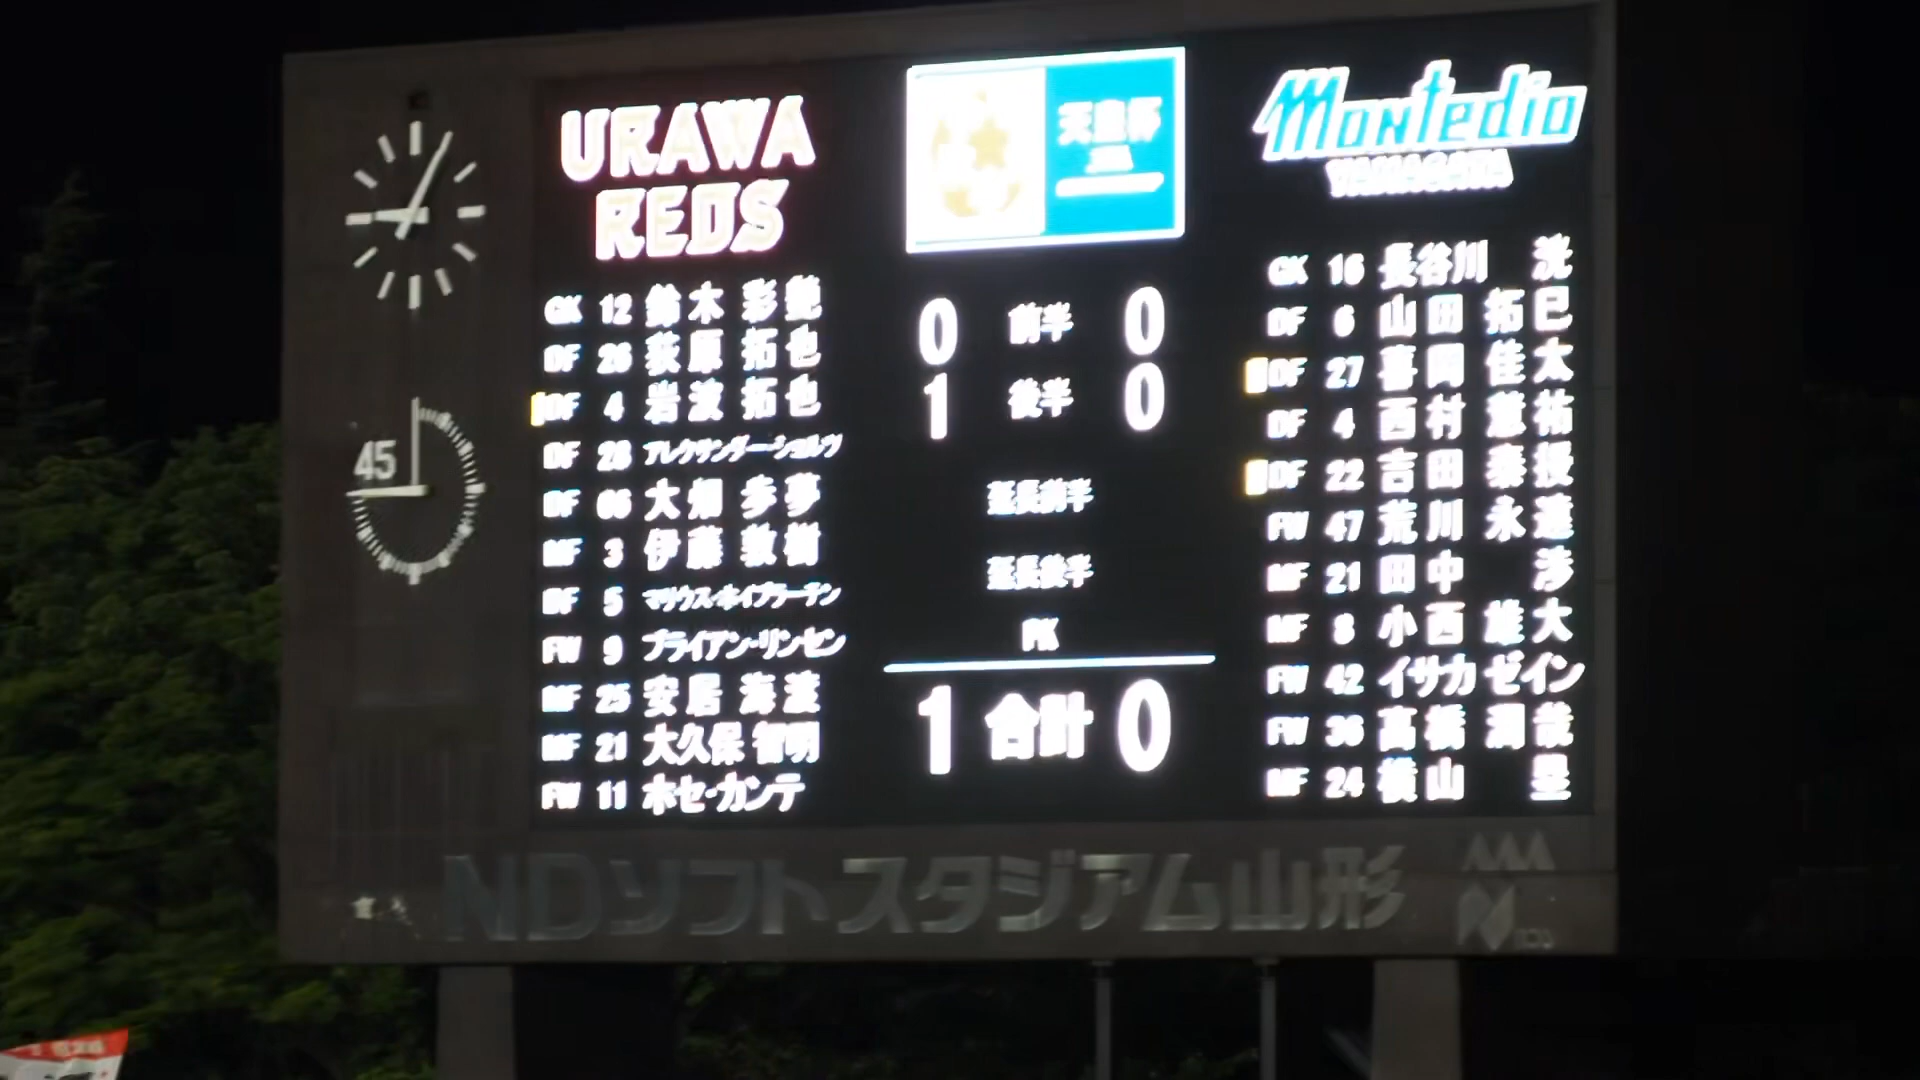 URAWA
REDS
天皇杯
Montedio
YAMAGATA
45
GK 12 鈴木 彩艶
DF 26 荻原 拓也
DF 4 岩波 拓也
DF 28 アレクサンダー・ショルツ
DF 66 大畑 歩夢
MF 3 伊藤 敦樹
DF 5 マリウス・ホイブラーテン
FW 9 ブライアン・リンセン
MF 25 安居 海渡
MF 21 大久保 智明
FW 11 ホセ・カンテ
0 前半 0
1 後半 0
延長前半
延長後半
PK
1 合計 0
GK 16 長谷川 洸
DF 6 山田 拓巳
DF 27 喜岡 佳太
DF 4 西村 慧祐
DF 22 吉田 泰授
FW 47 荒川 永遠
MF 21 田中 渉
MF 8 小西 雄大
FW 42 イサカ ゼイン
FW 36 高橋 潤哉
MF 24 横山 塁
NDソフトスタジアム山形